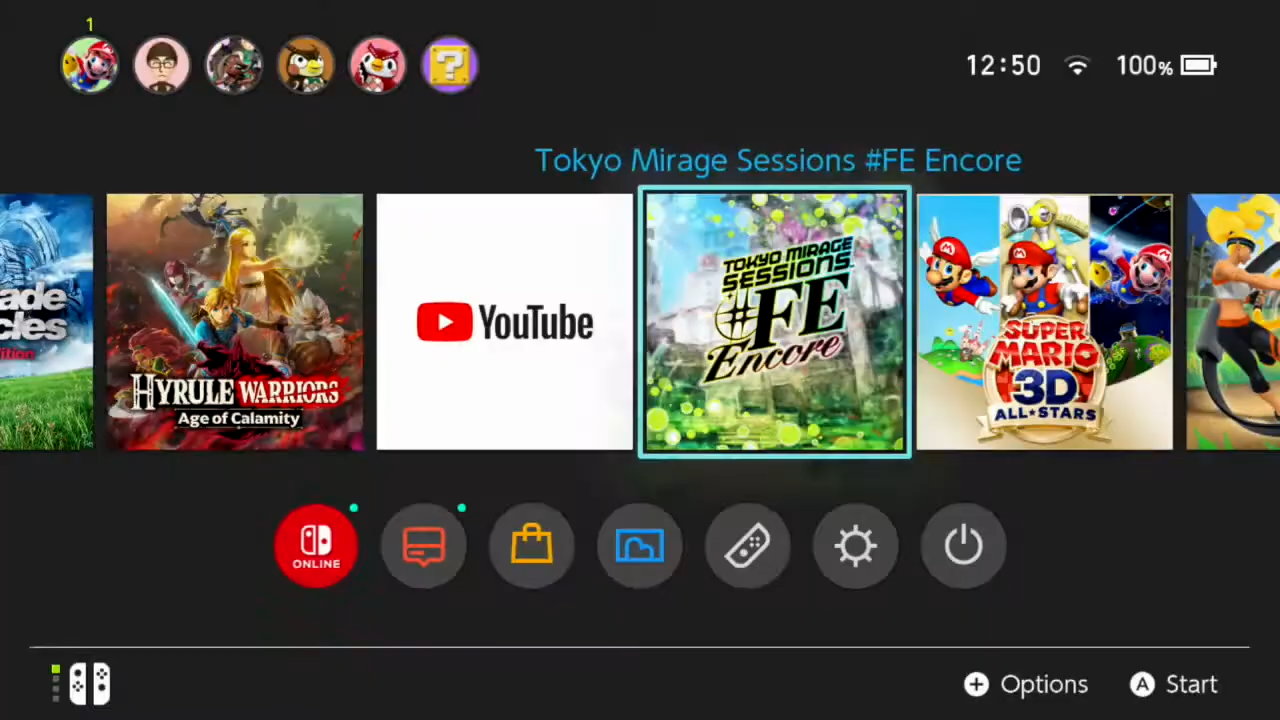 1
12:50
100%
Tokyo Mirage Sessions #FE Encore
ade
cles
ition
HYRULE WARRIORS
Age of Calamity
YouTube
TOKYO MIRAGE
SESSIONS
#FE
Encore
SUPER
MARIO
3D
ALL★STARS
ONLINE
Options
A Start